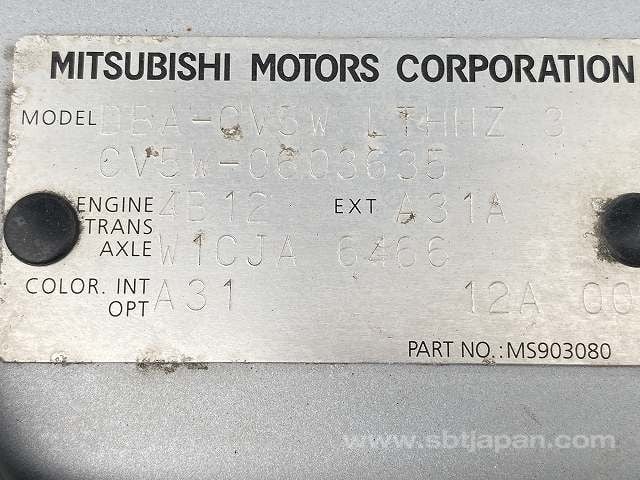 MITSUBISHI MOTORS CORPORATION
MODEL DBA-CV5W LTHHZ 3
CV5W-0603635
ENGINE 4B12 EXT A31A
TRANS
AXLE W1CJA 6466
COLOR. INT A31 12A 00
OPT
PART NO.:MS903080
www.sbtjapan.com/